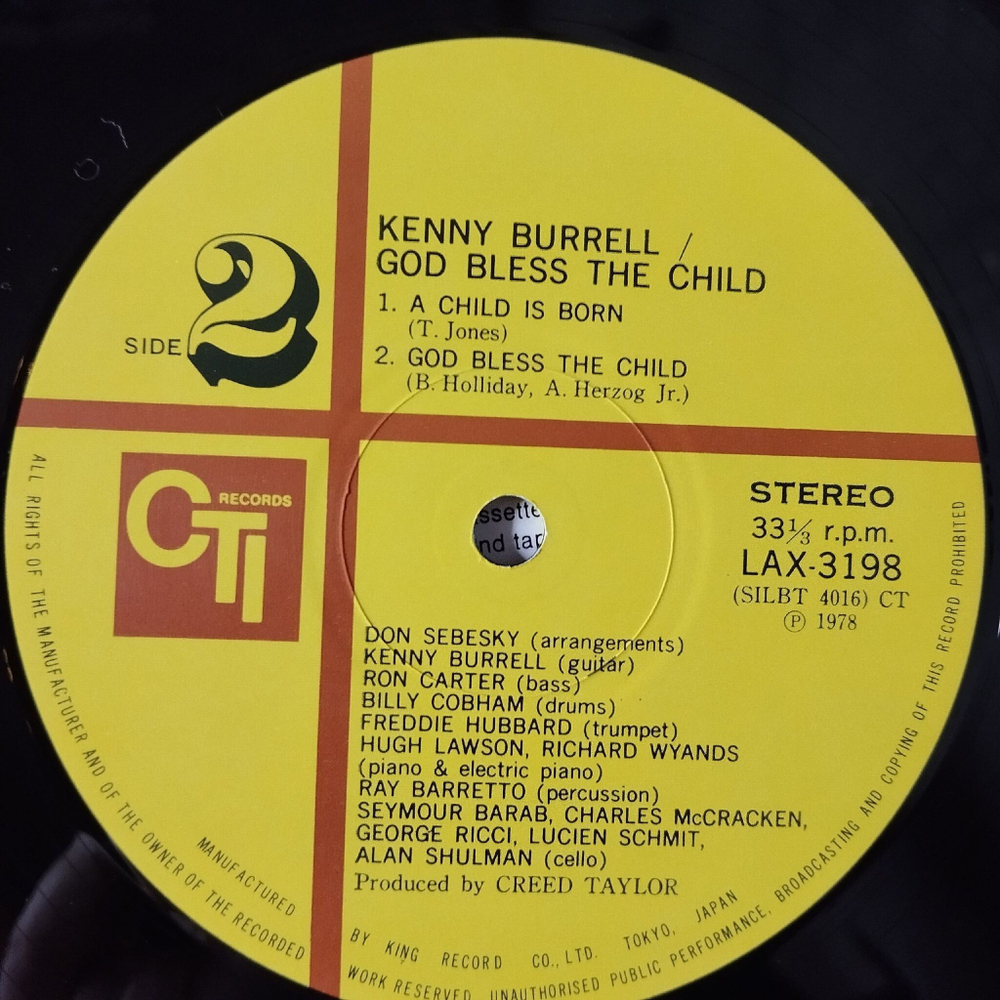 KENNY BURRELL /
GOD BLESS THE CHILD
1. A CHILD IS BORN
(T. Jones)
2. GOD BLESS THE CHILD
(B. Holliday, A. Herzog Jr.)
SIDE 2
CTI RECORDS
STEREO
33⅓ r.p.m.
LAX-3198
(SILBT 4016) CT
Ⓟ 1978
DON SEBESKY (arrangements)
KENNY BURRELL (guitar)
RON CARTER (bass)
BILLY COBHAM (drums)
FREDDIE HUBBARD (trumpet)
HUGH LAWSON, RICHARD WYANDS
(piano & electric piano)
RAY BARRETTO (percussion)
SEYMOUR BARAB, CHARLES McCRACKEN,
GEORGE RICCI, LUCIEN SCHMIT,
ALAN SHULMAN (cello)
Produced by CREED TAYLOR
MANUFACTURED BY KING RECORD CO., LTD. TOKYO, JAPAN
ALL RIGHTS OF THE MANUFACTURER AND OF THE OWNER OF THE RECORDED WORK RESERVED UNAUTHORISED PUBLIC PERFORMANCE, BROADCASTING AND COPYING OF THIS RECORD PROHIBITED